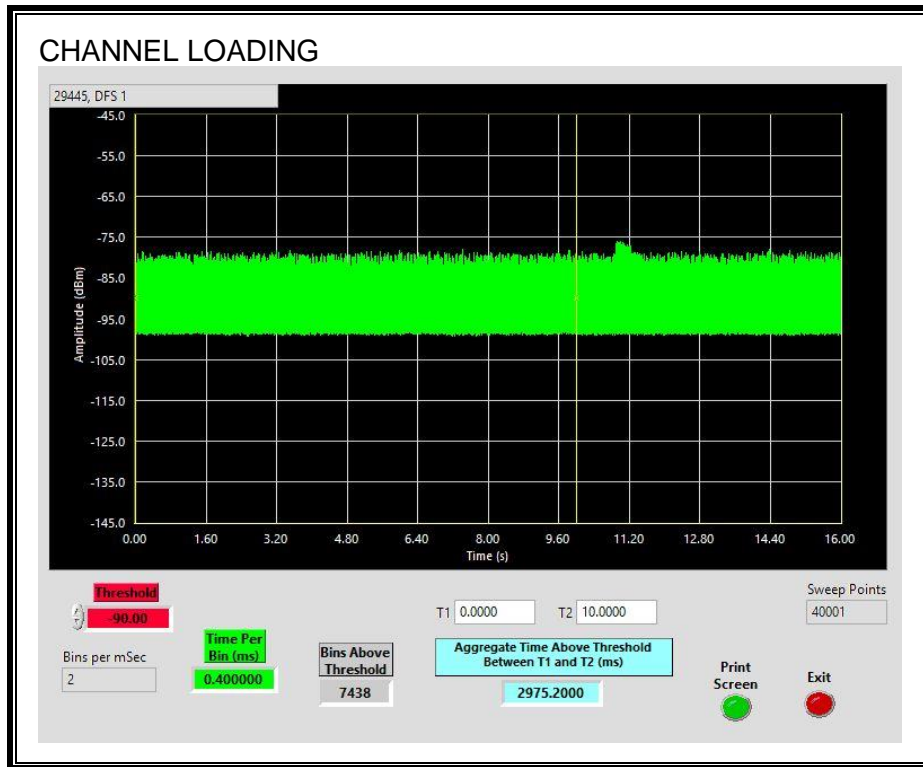 CHANNEL LOADING
29445, DFS 1
-45.0
-55.0
-65.0
-75.0
-85.0
-95.0
-105.0
-115.0
-125.0
-135.0
-145.0
Amplitude (dBm)
0.00 1.60 3.20 4.80 6.40 8.00 9.60 11.20 12.80 14.40 16.00
Time (s)
Threshold
-90.00
Bins per mSec
2
Time Per
Bin (ms)
0.400000
Bins Above
Threshold
7438
T1 0.0000 T2 10.0000
Aggregate Time Above Threshold
Between T1 and T2 (ms)
2975.2000
Sweep Points
40001
Print
Screen
Exit